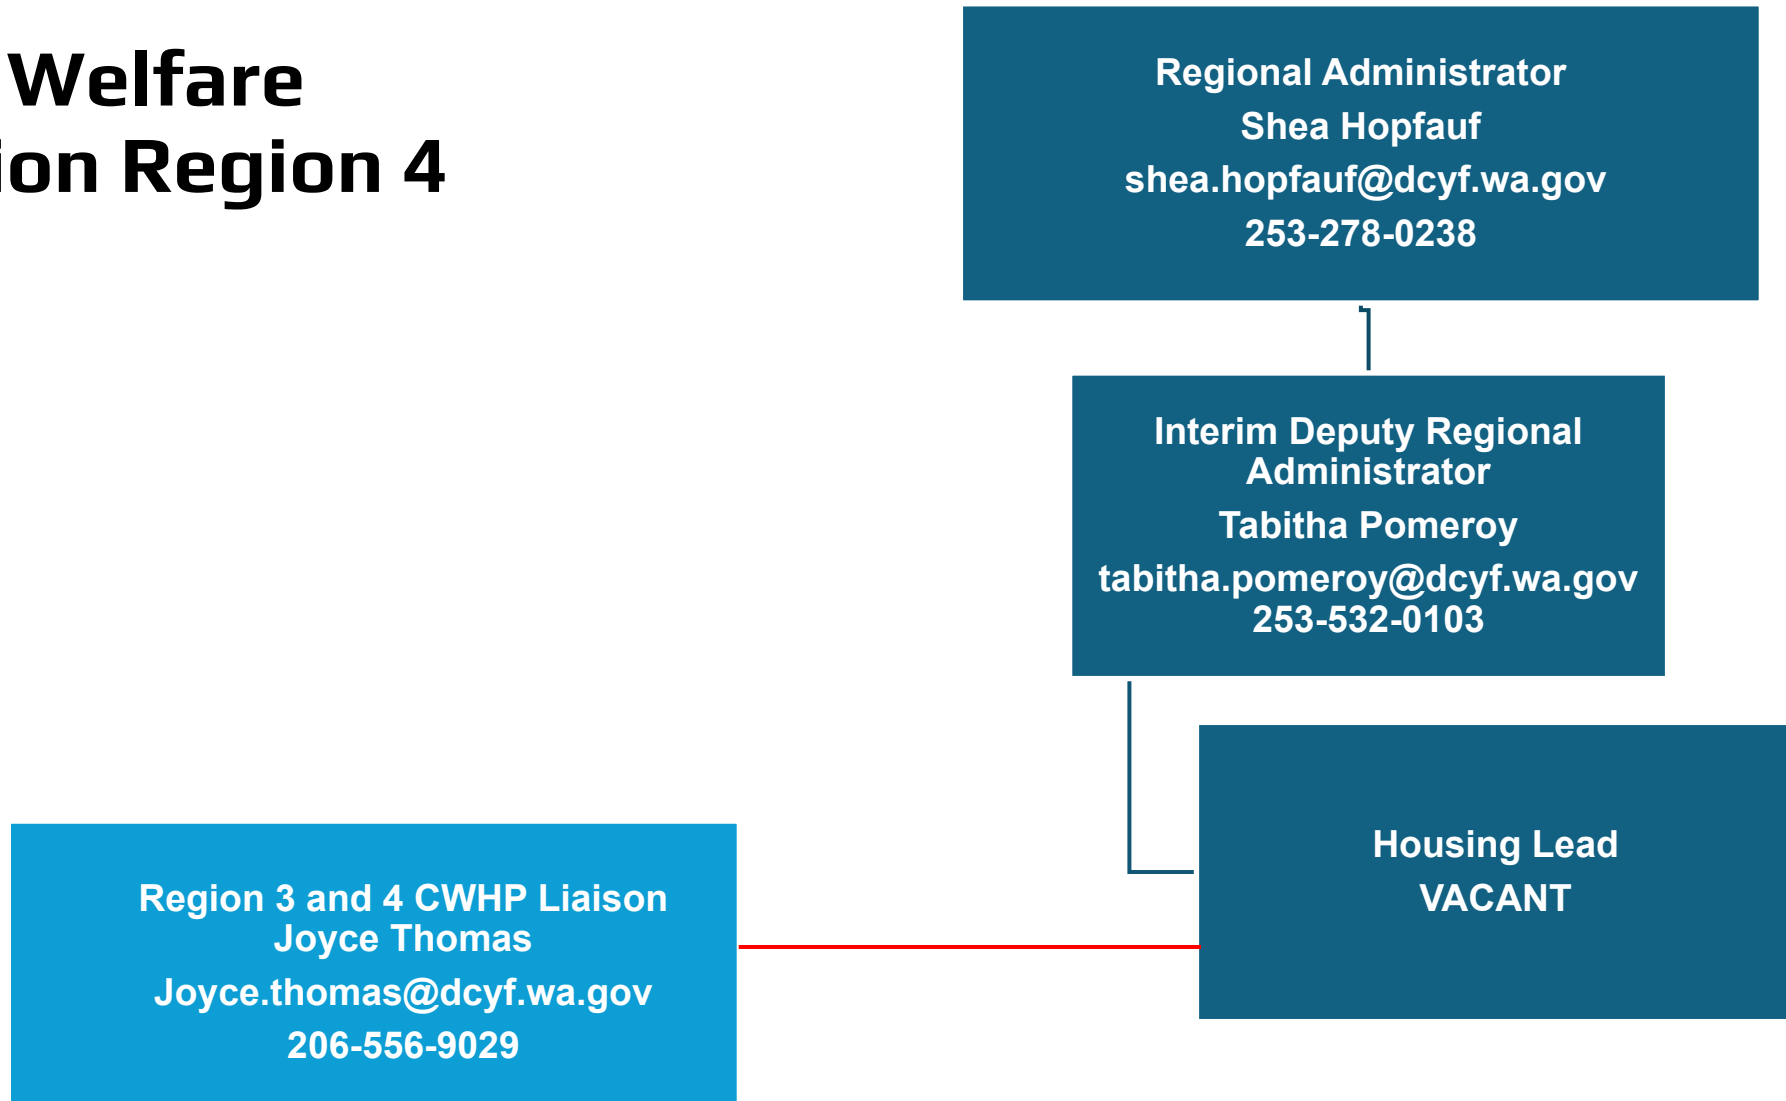 Welfare
ion Region 4
Regional Administrator
Shea Hopfauf
shea.hopfauf@dcyf.wa.gov
253-278-0238
Interim Deputy Regional
Administrator
Tabitha Pomeroy
tabitha.pomeroy@dcyf.wa.gov
253-532-0103
Housing Lead
VACANT
Region 3 and 4 CWHP Liaison
Joyce Thomas
Joyce.thomas@dcyf.wa.gov
206-556-9029